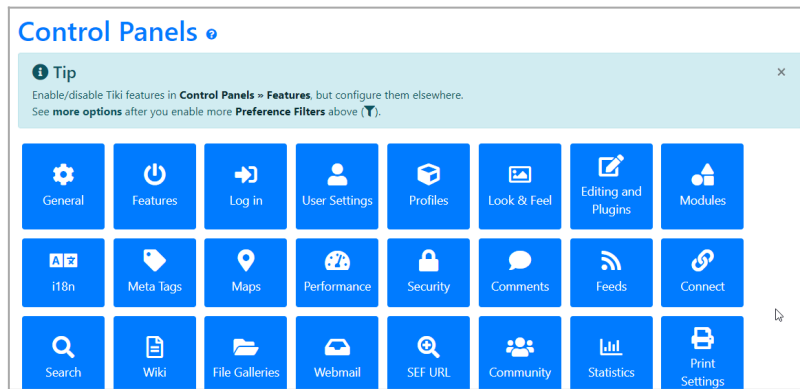 Control Panels
Tip
Enable/disable Tiki features in Control Panels » Features, but configure them elsewhere.
See more options after you enable more Preference Filters above ( ).
General
Features
Log in
User Settings
Profiles
Look & Feel
Editing and
Plugins
Modules
i18n
Meta Tags
Maps
Performance
Security
Comments
Feeds
Connect
Search
Wiki
File Galleries
Webmail
SEF URL
Community
Statistics
Print
Settings